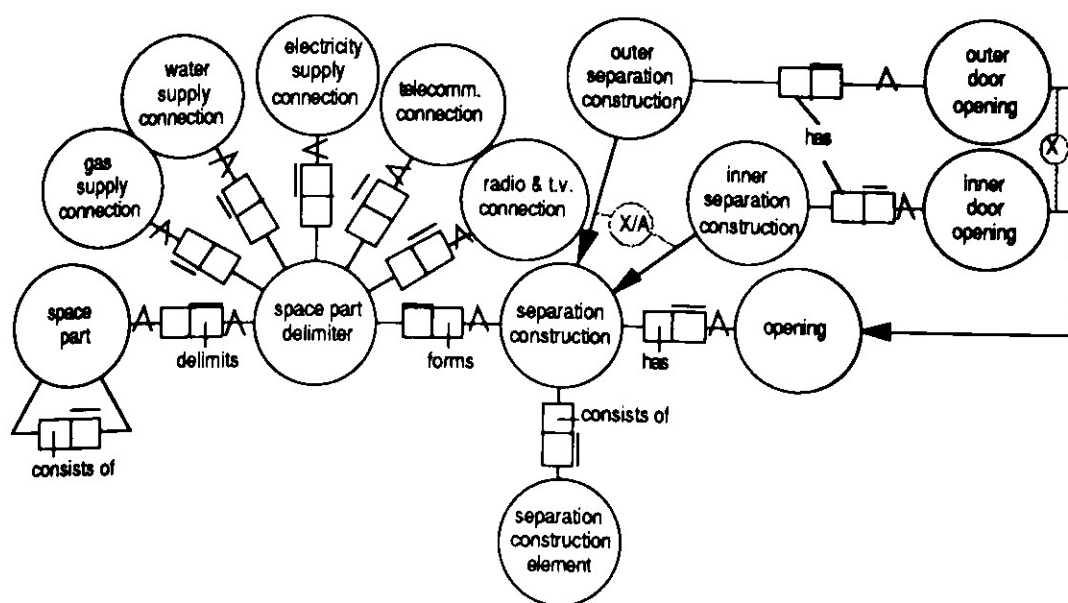 electricity
supply
connection
water
supply
connection
telecomm.
connection
gas
supply
connection
radio & t.v.
connection
outer
separation
construction
outer
door
opening
has
X
inner
separation
construction
inner
door
opening
X/A
space
part
delimits
space part
delimiter
forms
separation
construction
has
opening
consists of
consists of
separation
construction
element